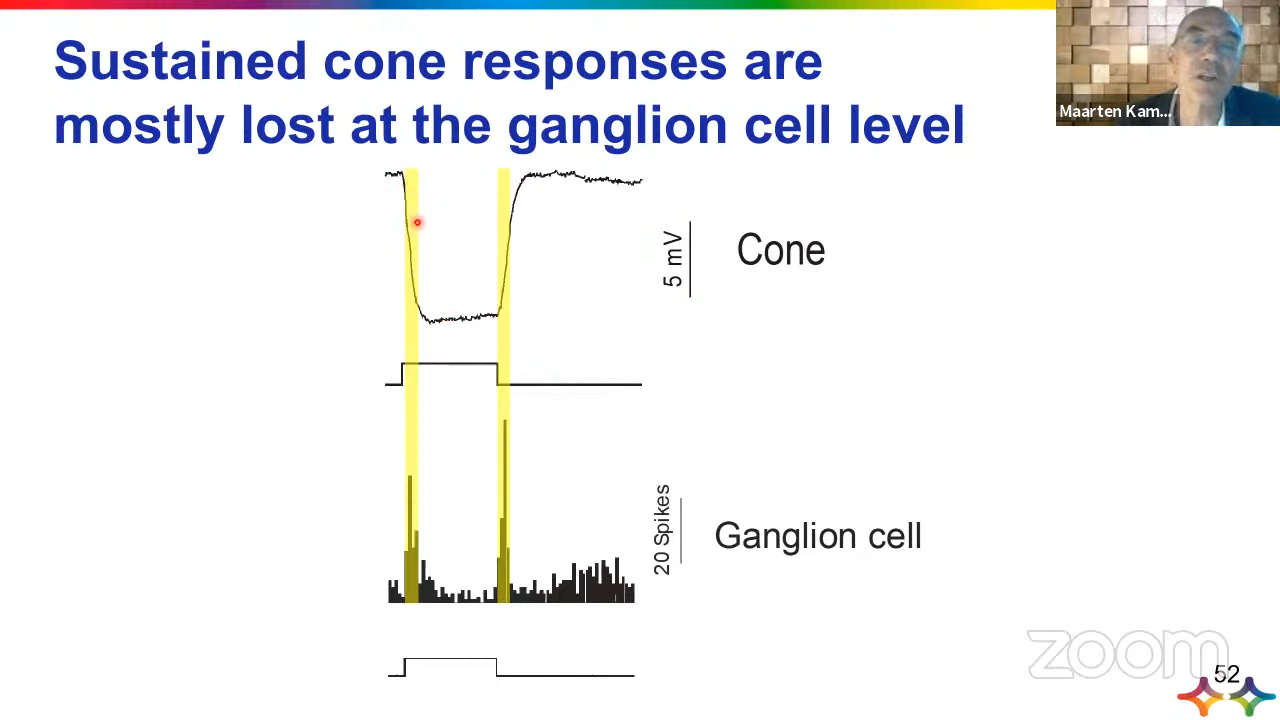 Sustained cone responses are
mostly lost at the ganglion cell level
Maarten Kam...
5 mV
Cone
20 Spikes
Ganglion cell
zoom
52